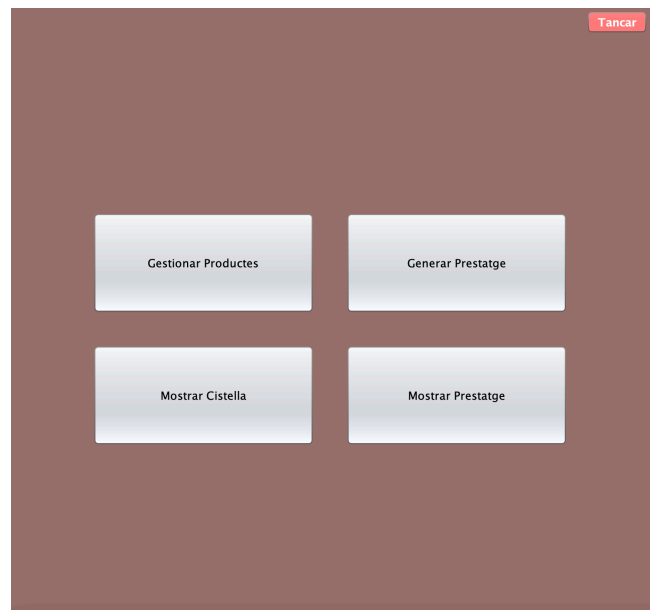 Tancar
Gestionar Productes
Generar Prestatge
Mostrar Cistella
Mostrar Prestatge